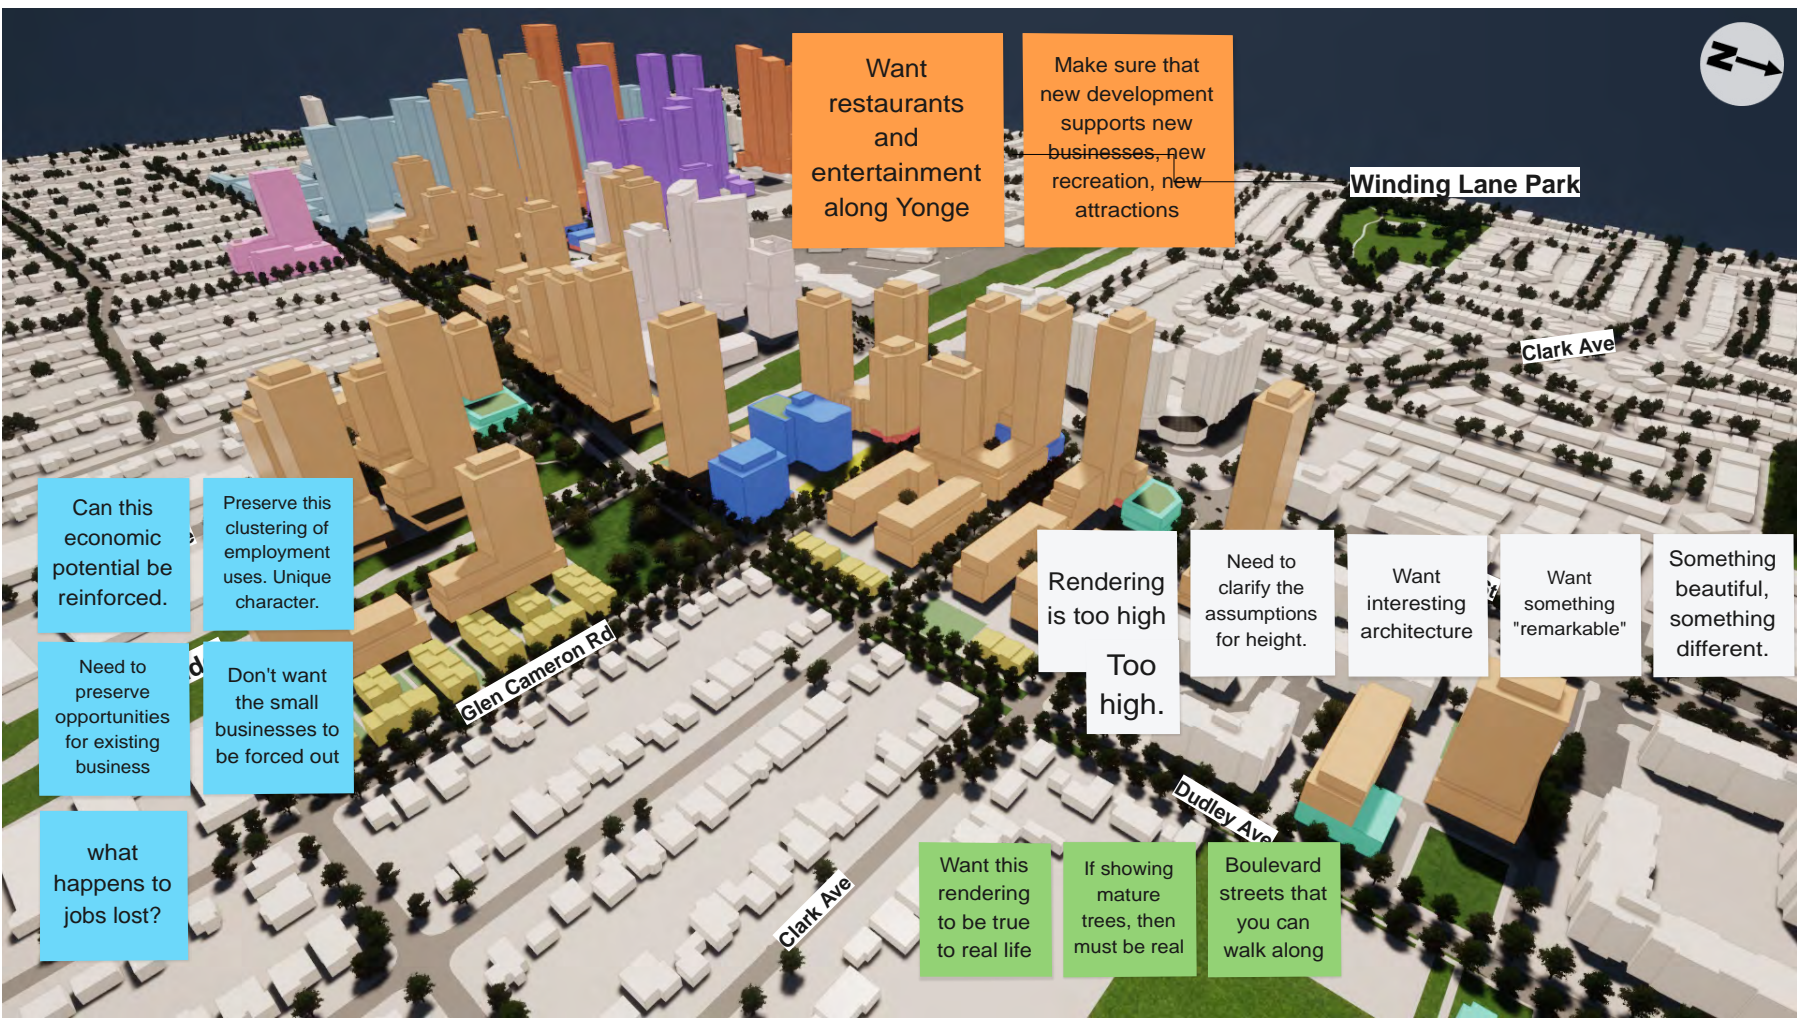 N
Want
restaurants
and
entertainment
along Yonge
Make sure that
new development
supports new
businesses, new
recreation, new
attractions
Winding Lane Park
Clark Ave
Can this
economic
potential be
reinforced.
Preserve this
clustering of
employment
uses. Unique
character.
Need to
preserve
opportunities
for existing
business
Don't want
the small
businesses to
be forced out
what
happens to
jobs lost?
Glen Cameron Rd
Rendering
is too high
Too
high.
Need to
clarify the
assumptions
for height.
Want
interesting
architecture
Want
something
"remarkable"
Something
beautiful,
something
different.
Dudley Ave
Clark Ave
Want this
rendering
to be true
to real life
If showing
mature
trees, then
must be real
Boulevard
streets that
you can
walk along